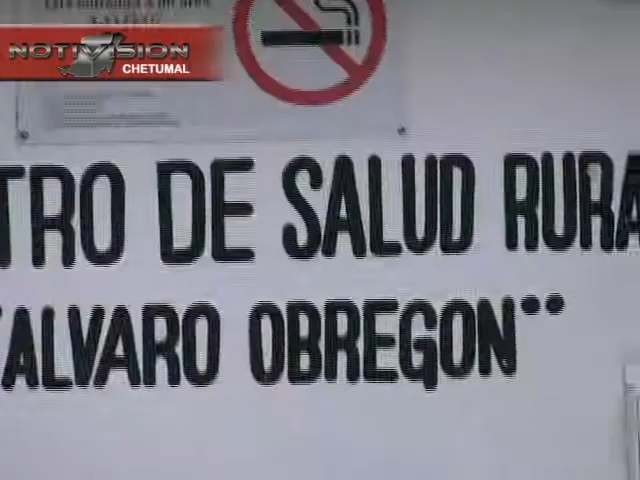 NOTIVISION
CHETUMAL
TRO DE SALUD RURA
"ALVARO OBREGON"